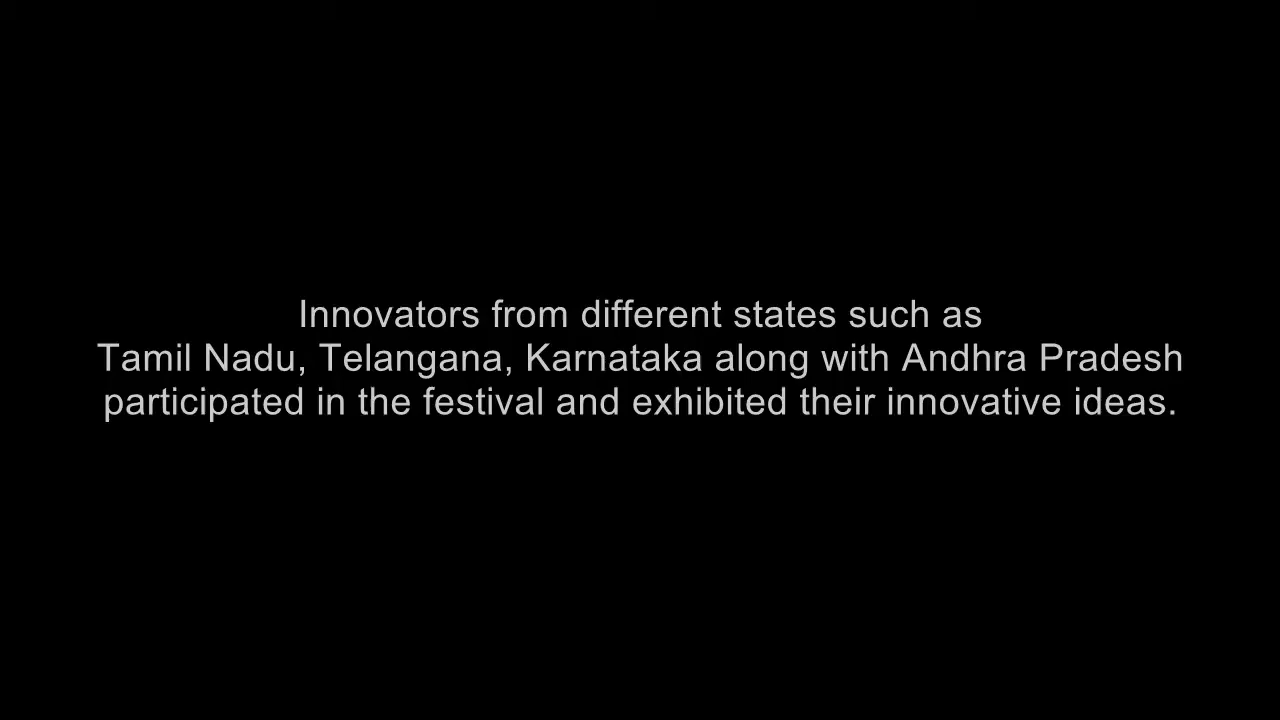 Innovators from different states such as
Tamil Nadu, Telangana, Karnataka along with Andhra Pradesh
participated in the festival and exhibited their innovative ideas.